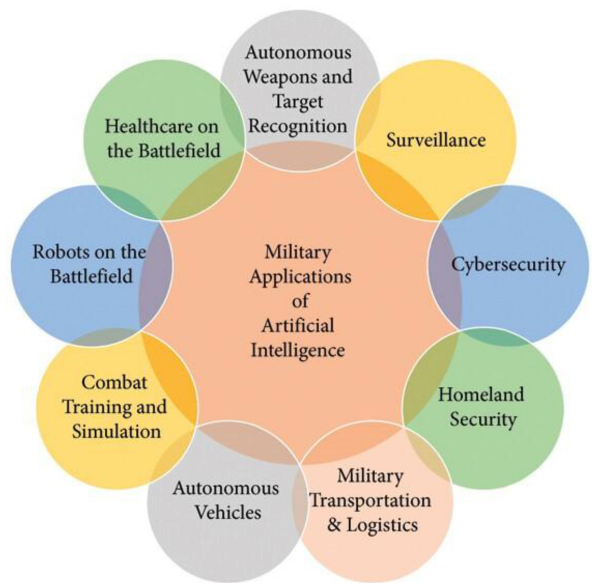 Autonomous
Weapons and
Target
Recognition
Surveillance
Cybersecurity
Homeland
Security
Military
Transportation
& Logistics
Autonomous
Vehicles
Combat
Training and
Simulation
Robots on the
Battlefield
Healthcare on
the Battlefield
Military
Applications
of
Artificial
Intelligence